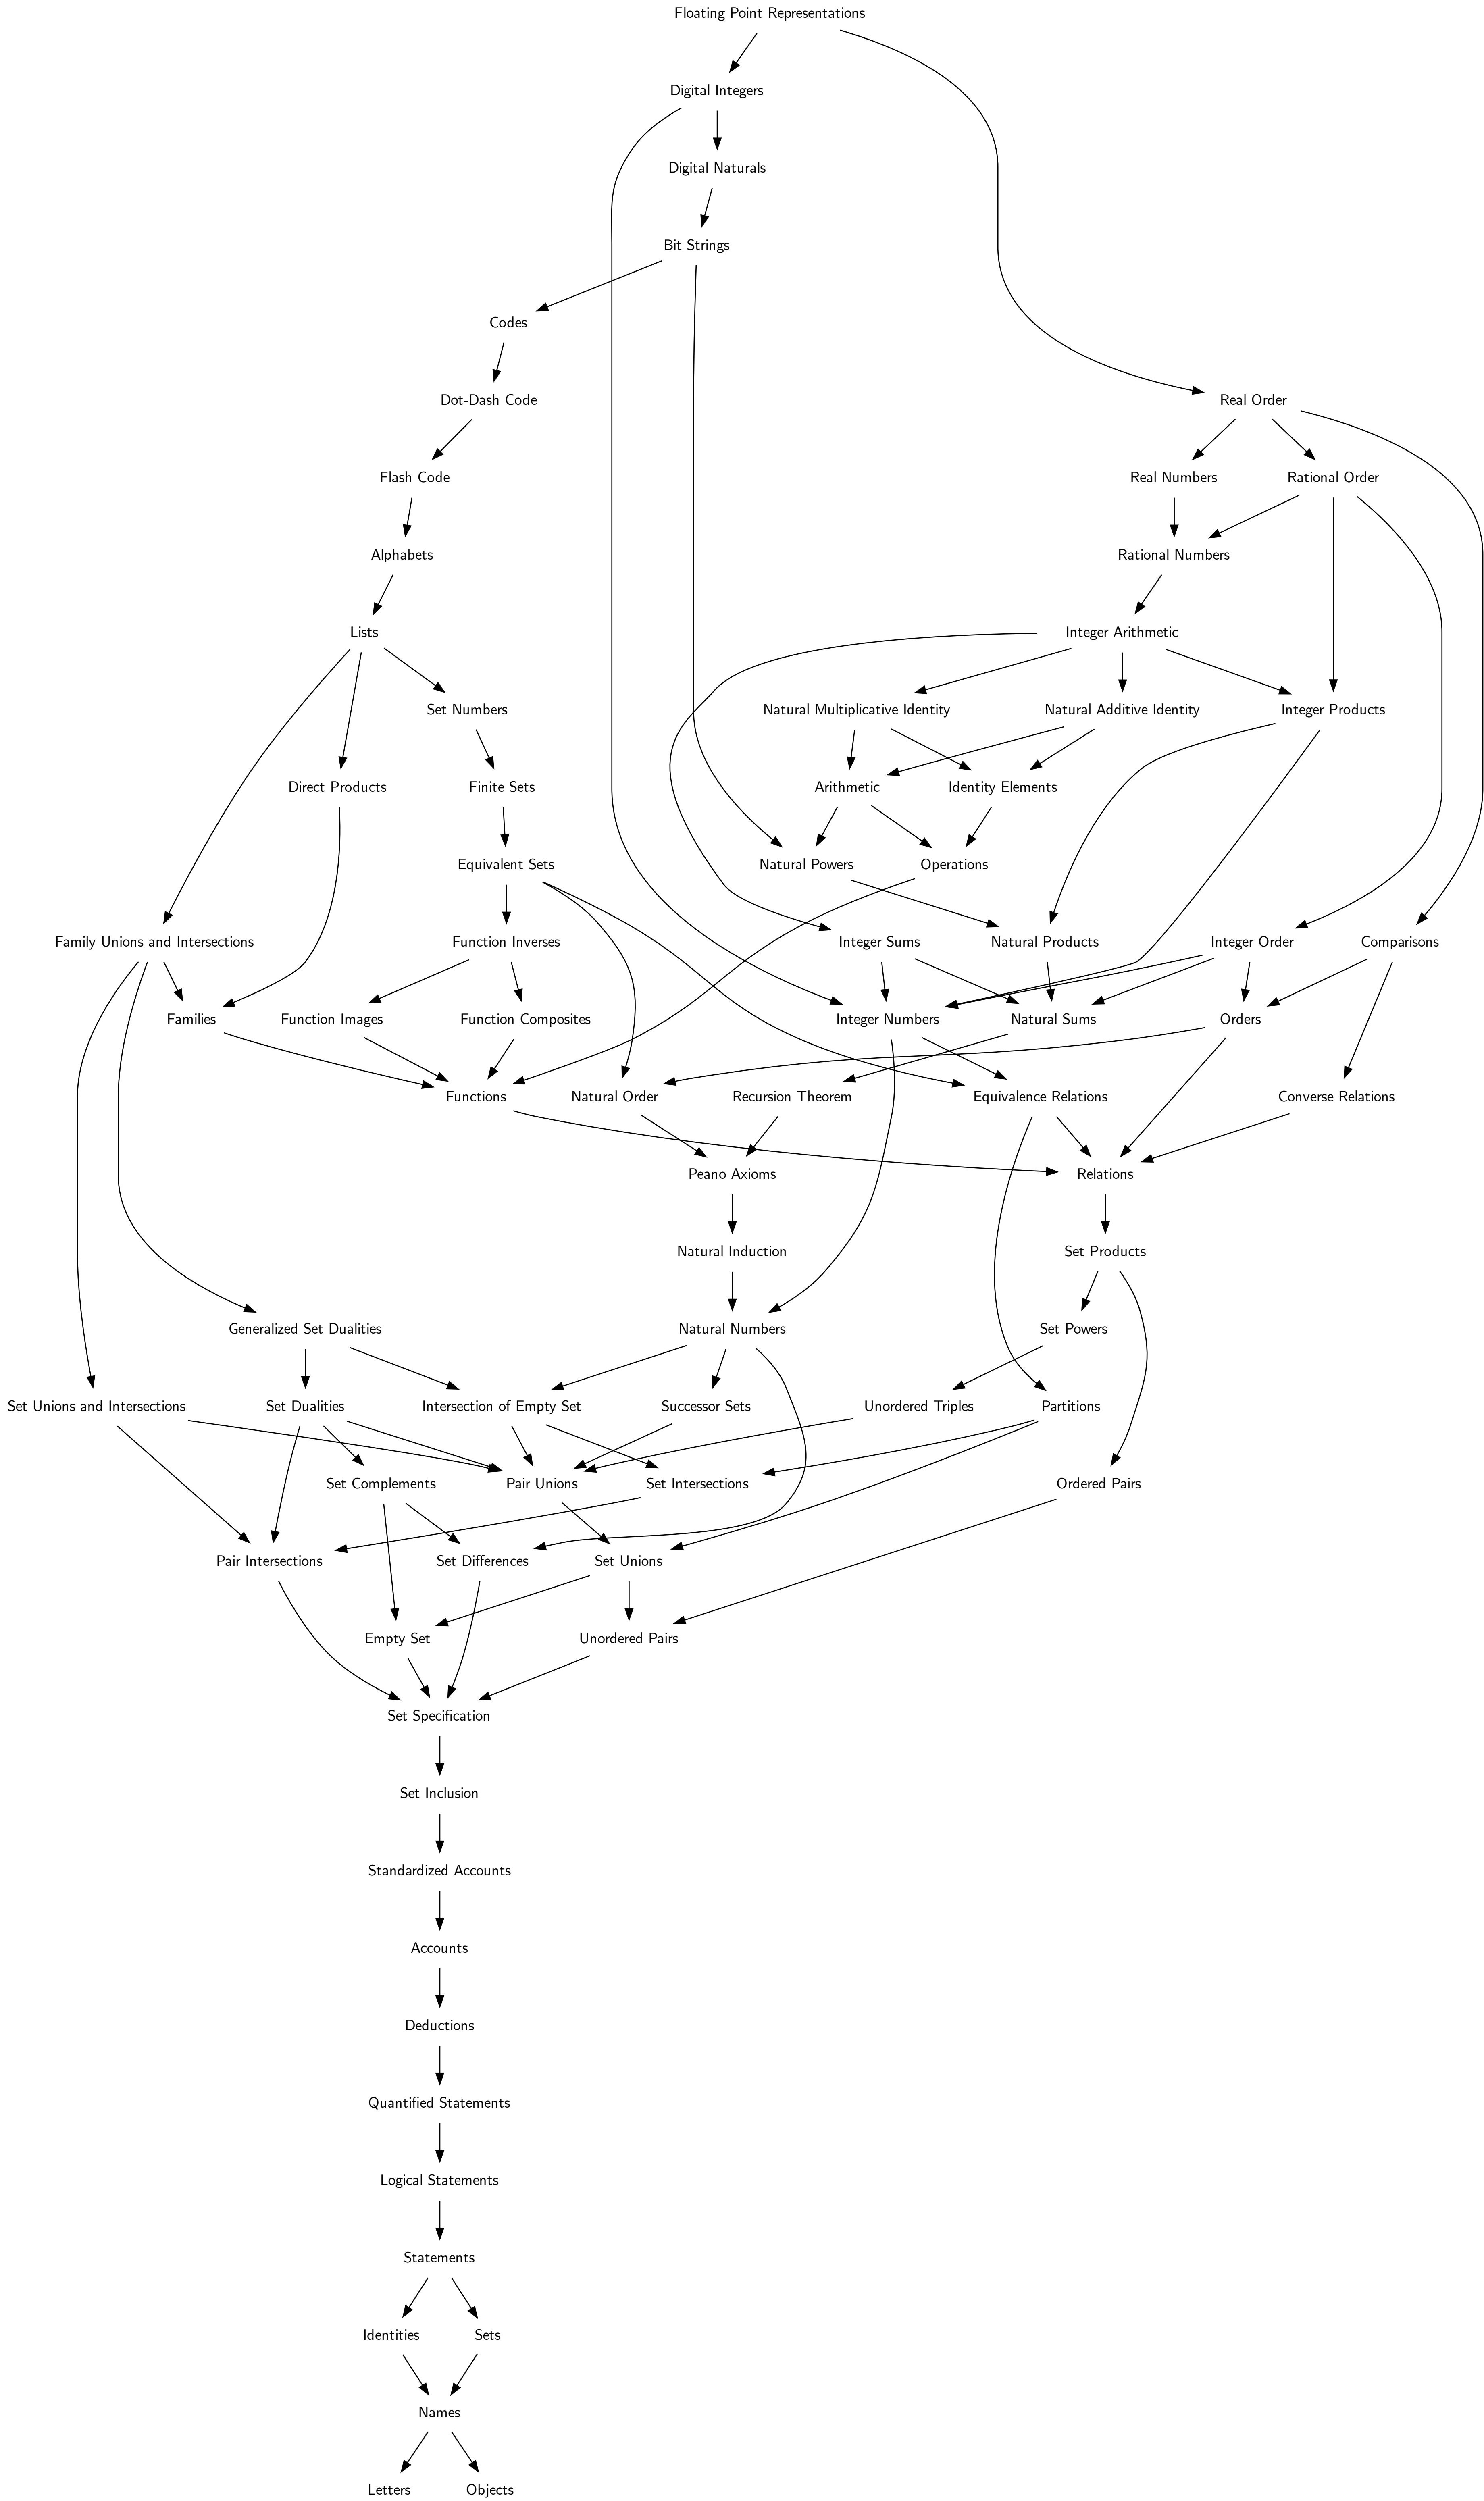 Floating Point Representations
Digital Integers
Digital Naturals
Bit Strings
Codes
Dot-Dash Code
Real Order
Flash Code
Real Numbers
Rational Order
Alphabets
Rational Numbers
Lists
Integer Arithmetic
Set Numbers
Natural Multiplicative Identity
Natural Additive Identity
Integer Products
Direct Products
Finite Sets
Arithmetic
Identity Elements
Equivalent Sets
Natural Powers
Operations
Family Unions and Intersections
Function Inverses
Integer Sums
Natural Products
Integer Order
Comparisons
Families
Function Images
Function Composites
Integer Numbers
Natural Sums
Orders
Functions
Natural Order
Recursion Theorem
Equivalence Relations
Converse Relations
Peano Axioms
Relations
Natural Induction
Set Products
Generalized Set Dualities
Natural Numbers
Set Powers
Set Unions and Intersections
Set Dualities
Intersection of Empty Set
Successor Sets
Unordered Triples
Partitions
Set Complements
Pair Unions
Set Intersections
Ordered Pairs
Pair Intersections
Set Differences
Set Unions
Empty Set
Unordered Pairs
Set Specification
Set Inclusion
Standardized Accounts
Accounts
Deductions
Quantified Statements
Logical Statements
Statements
Identities
Sets
Names
Letters
Objects